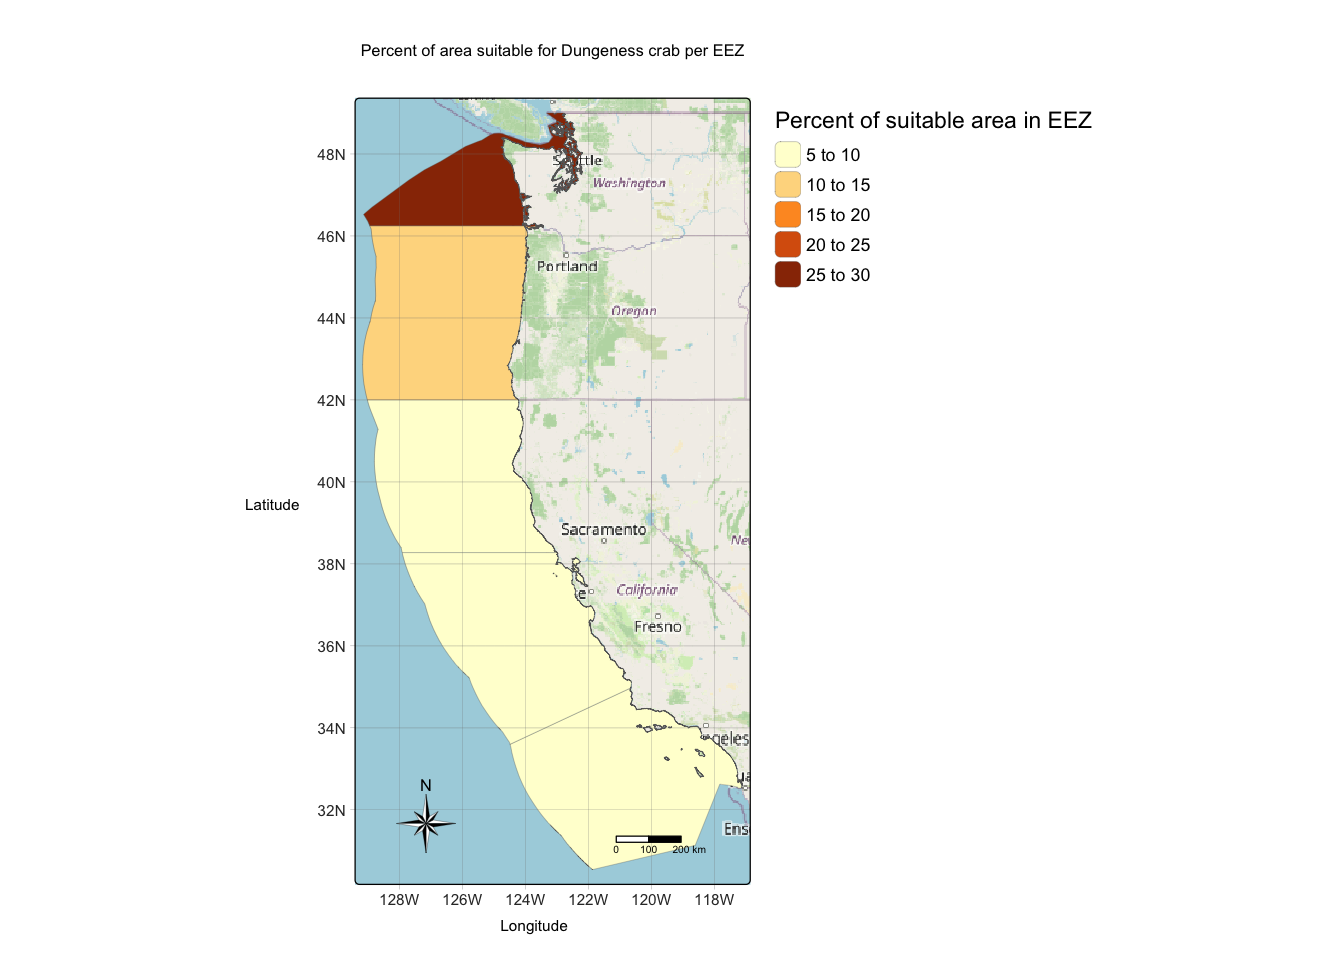 Percent of area suitable for Dungeness crab per EEZ
Percent of suitable area in EEZ
5 to 10
10 to 15
15 to 20
20 to 25
25 to 30
48N
46N
44N
42N
40N
38N
36N
34N
32N
Latitude
Seattle
Washington
Portland
Oregon
Sacramento
California
Fresno
geles
Ens
N
0 100 200 km
128W 126W 124W 122W 120W 118W
Longitude